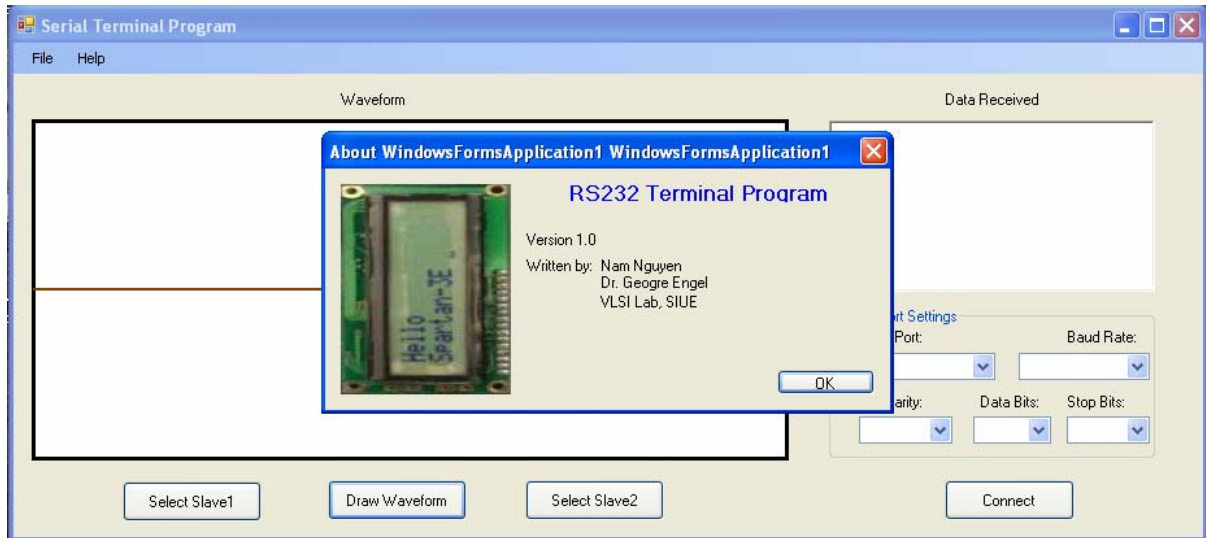 Serial Terminal Program
File Help
Waveform
Data Received
About WindowsFormsApplication1 WindowsFormsApplication1
RS232 Terminal Program
Version 1.0
Written by: Nam Nguyen
Dr. Geogre Engel
VLSI Lab, SIUE
Hello
Spartan-3E
OK
rt Settings
Port:
Baud Rate:
arity:
Data Bits:
Stop Bits:
Select Slave1
Draw Waveform
Select Slave2
Connect